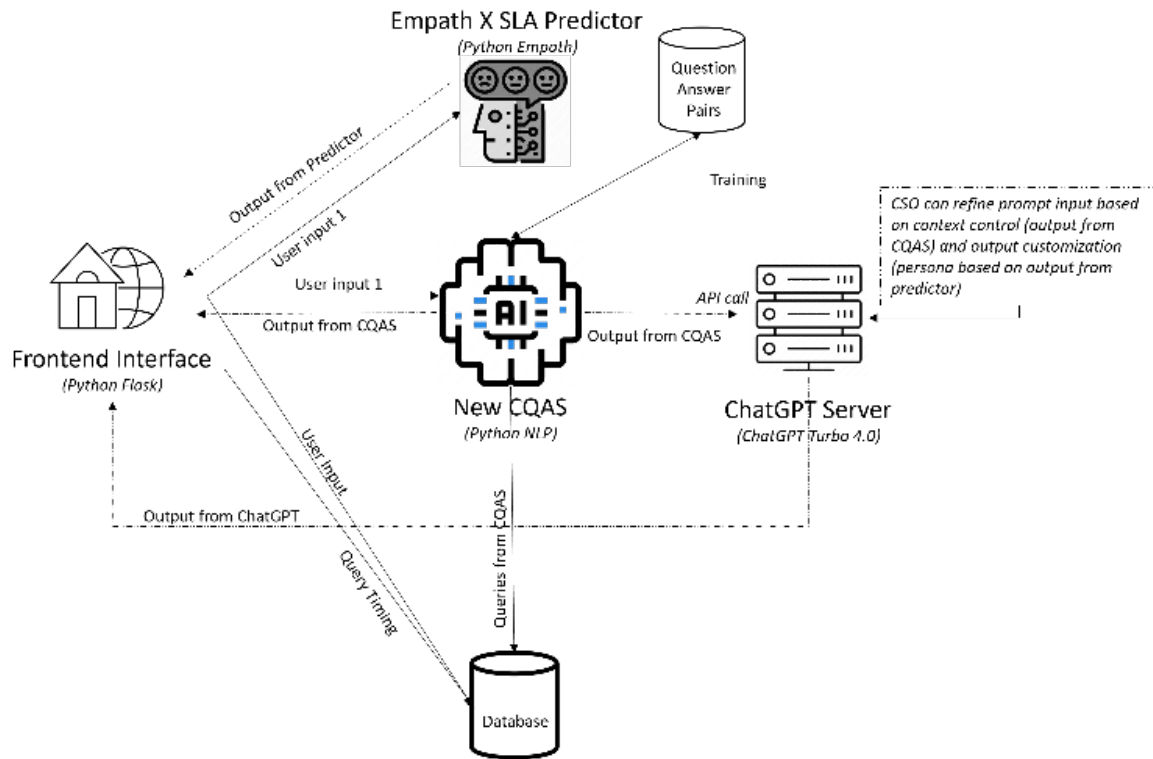 Empath X SLA Predictor
(Python Empath)
Question
Answer
Pairs
Output from Predictor
User input 1
Training
CSO can refine prompt input based
on context control (output from
CQAS) and output customization
(persona based on output from
predictor)
User input 1
Output from CQAS
AI
API call
Output from CQAS
Frontend Interface
(Python Flask)
New CQAS
(Python NLP)
ChatGPT Server
(ChatGPT Turbo 4.0)
User input
Output from ChatGPT
Queries from CQAS
Query Timing
Database